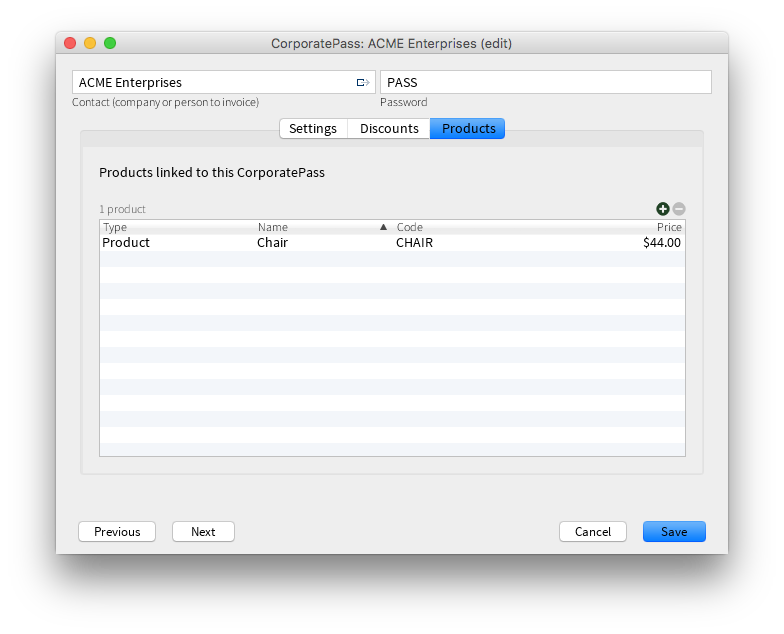 CorporatePass: ACME Enterprises (edit)
ACME Enterprises PASS
Contact (company or person to invoice) Password
Settings Discounts Products
Products linked to this CorporatePass
1 product
Type Name Code Price
Product Chair CHAIR $44.00
Previous Next Cancel Save